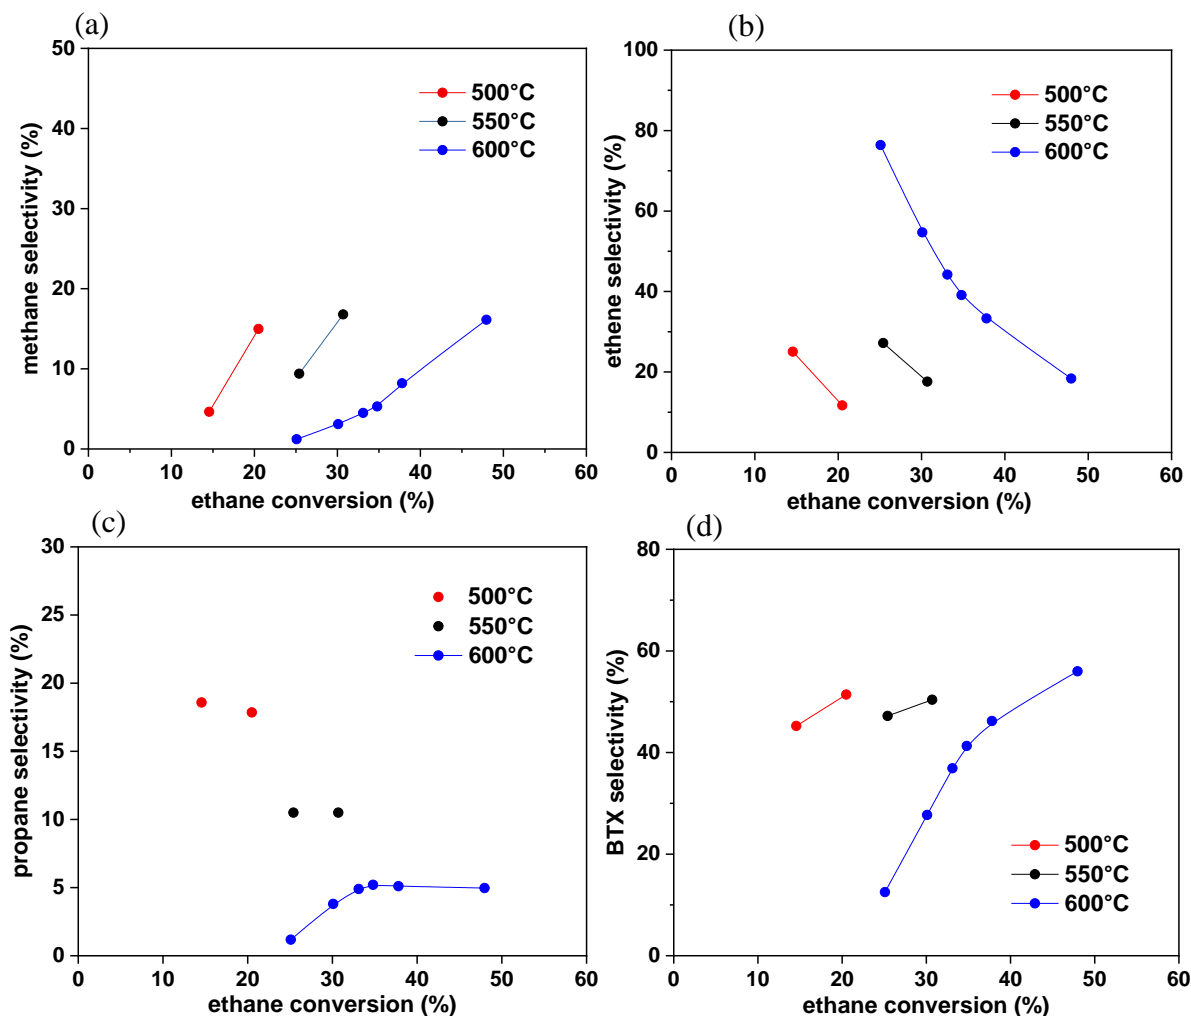 (a)
50
40
30
20
10
0
methane selectivity (%)
500°C
550°C
600°C
0 10 20 30 40 50 60
ethane conversion (%)
(b)
100
80
60
40
20
0
ethene selectivity (%)
500°C
550°C
600°C
0 10 20 30 40 50 60
ethane conversion (%)
(c)
30
25
20
15
10
5
0
propane selectivity (%)
500°C
550°C
600°C
0 10 20 30 40 50 60
ethane conversion (%)
(d)
80
60
40
20
0
BTX selectivity (%)
500°C
550°C
600°C
0 10 20 30 40 50 60
ethane conversion (%)